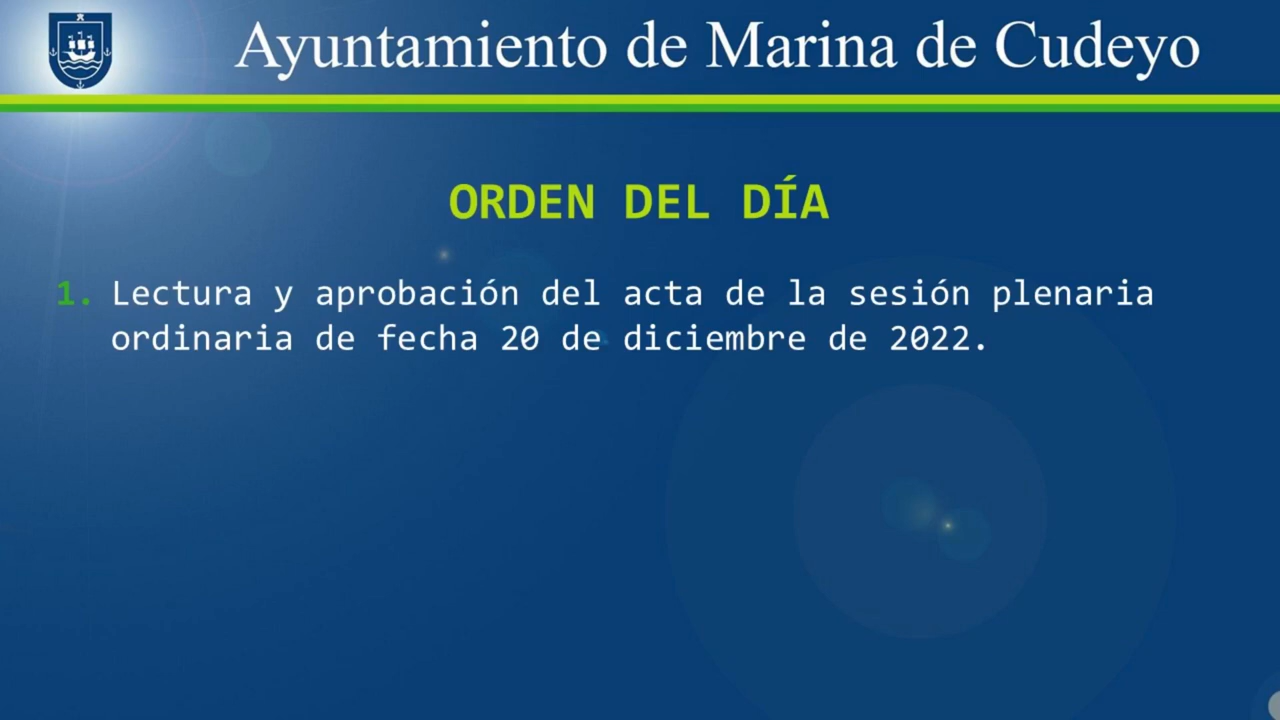 Ayuntamiento de Marina de Cudeyo
ORDEN DEL DÍA
1. Lectura y aprobación del acta de la sesión plenaria
ordinaria de fecha 20 de diciembre de 2022.